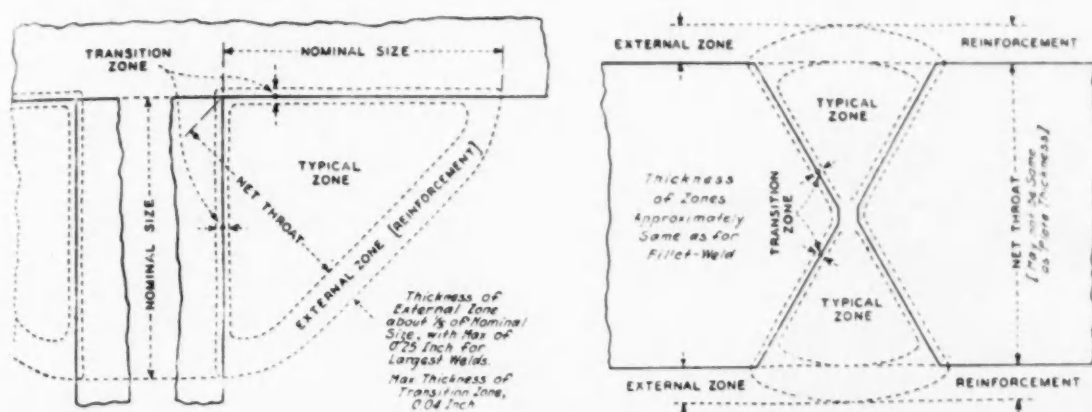 TRANSITION
ZONE
NOMINAL SIZE
TYPICAL
ZONE
NET THROAT
NOMINAL SIZE
EXTERNAL ZONE [REINFORCEMENT]
Thickness of
External Zone
about 1/8 of Nominal
Size, with Max of
0.25 Inch for
Largest Welds.
Max Thickness of
Transition Zone,
0.04 Inch
EXTERNAL ZONE
REINFORCEMENT
TYPICAL
ZONE
Thickness
of Zones
Approximately
Same as for
Fillet-Weld
TRANSITION
ZONE
NET THROAT
[May not be Same
as Plate Thickness]
TYPICAL
ZONE
EXTERNAL ZONE
REINFORCEMENT